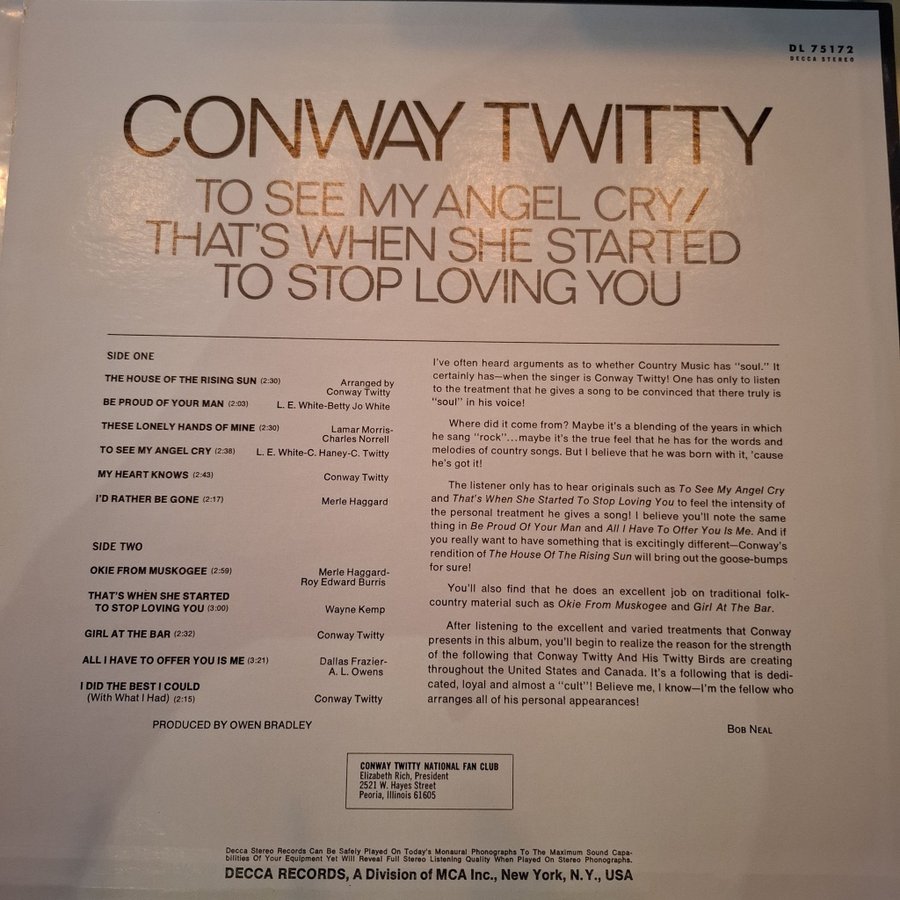 DL 75172
DECCA STEREO
CONWAY TWITTY
TO SEE MY ANGEL CRY/
THAT'S WHEN SHE STARTED
TO STOP LOVING YOU
SIDE ONE
THE HOUSE OF THE RISING SUN (2:30) Arranged by
Conway Twitty
BE PROUD OF YOUR MAN (2:03) L. E. White-Betty Jo White
THESE LONELY HANDS OF MINE (2:30) Lamar Morris-
Charles Norrell
TO SEE MY ANGEL CRY (2:38) L. E. White-C. Haney-C. Twitty
MY HEART KNOWS (2:43) Conway Twitty
I'D RATHER BE GONE (2:17) Merle Haggard
SIDE TWO
OKIE FROM MUSKOGEE (2:59) Merle Haggard-
Roy Edward Burris
THAT'S WHEN SHE STARTED
TO STOP LOVING YOU (3:00) Wayne Kemp
GIRL AT THE BAR (2:32) Conway Twitty
ALL I HAVE TO OFFER YOU IS ME (3:21) Dallas Frazier-
A. L. Owens
I DID THE BEST I COULD
(With What I Had) (2:15) Conway Twitty
PRODUCED BY OWEN BRADLEY
I've often heard arguments as to whether Country Music has "soul." It
certainly has—when the singer is Conway Twitty! One has only to listen
to the treatment that he gives a song to be convinced that there truly is
"soul" in his voice!
Where did it come from? Maybe it's a blending of the years in which
he sang "rock"...maybe it's the true feel that he has for the words and
melodies of country songs. But I believe that he was born with it, 'cause
he's got it!
The listener only has to hear originals such as To See My Angel Cry
and That's When She Started To Stop Loving You to feel the intensity of
the personal treatment he gives a song! I believe you'll note the same
thing in Be Proud Of Your Man and All I Have To Offer You Is Me. And if
you really want to have something that is excitingly different—Conway's
rendition of The House Of The Rising Sun will bring out the goose-bumps
for sure!
You'll also find that he does an excellent job on traditional folk-
country material such as Okie From Muskogee and Girl At The Bar.
After listening to the excellent and varied treatments that Conway
presents in this album, you'll begin to realize the reason for the strength
of the following that Conway Twitty And His Twitty Birds are creating
throughout the United States and Canada. It's a following that is dedi-
cated, loyal and almost a "cult"! Believe me, I know—I'm the fellow who
arranges all of his personal appearances!
BOB NEAL
CONWAY TWITTY NATIONAL FAN CLUB
Elizabeth Rich, President
2521 W. Hayes Street
Peoria, Illinois 61605
Decca Stereo Records Can Be Safely Played On Today's Monaural Phonographs To The Maximum Sound Capa-
bilities Of Your Equipment Yet Will Reveal Full Stereo Listening Quality When Played On Stereo Phonographs.
DECCA RECORDS, A Division of MCA Inc., New York, N.Y., USA